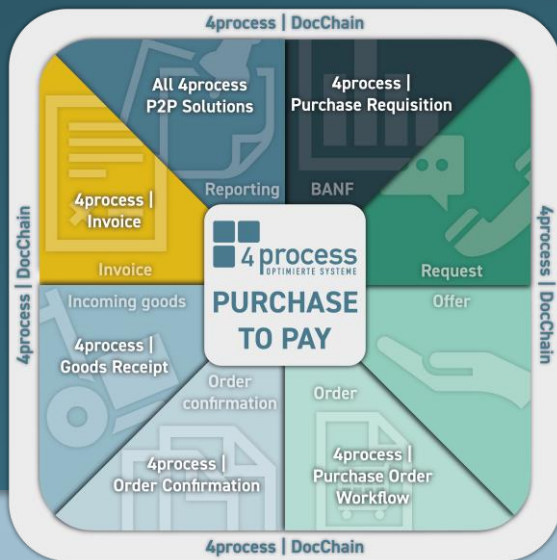 4process | DocChain
All 4process
P2P Solutions
Reporting
4process |
Purchase Requisition
BANF
4process |
Invoice
Invoice
Request
4process
OPTIMIERTE SYSTEME
PURCHASE
TO PAY
4process | DocChain
4process | DocChain
Incoming goods
4process |
Goods Receipt
Offer
Order
confirmation
4process |
Order Confirmation
Order
4process |
Purchase Order
Workflow
4process | DocChain